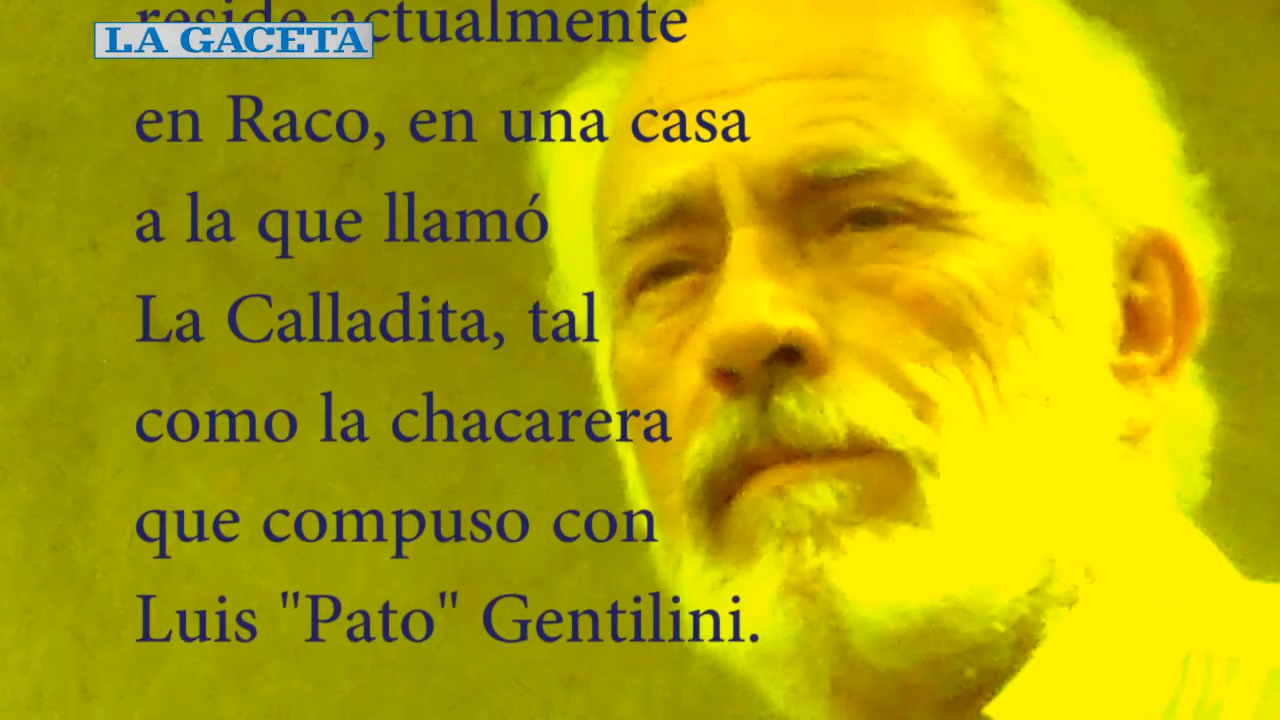 LA GACETA
reside actualmente
en Raco, en una casa
a la que llamó
La Calladita, tal
como la chacarera
que compuso con
Luis "Pato" Gentilini.